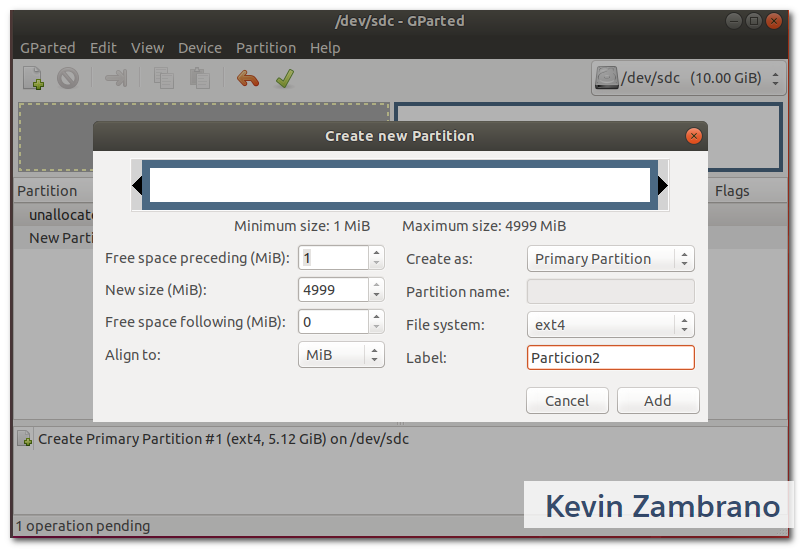 /dev/sdc - GParted
GParted Edit View Device Partition Help
/dev/sdc (10.00 GiB)
Create new Partition
Partition
Flags
unallocate
New Parti
Minimum size: 1 MiB Maximum size: 4999 MiB
Free space preceding (MiB): 1
Create as: Primary Partition
New size (MiB): 4999
Partition name:
Free space following (MiB): 0
File system: ext4
Align to: MiB
Label: Particion2
Cancel Add
Create Primary Partition #1 (ext4, 5.12 GiB) on /dev/sdc
Kevin Zambrano
1 operation pending